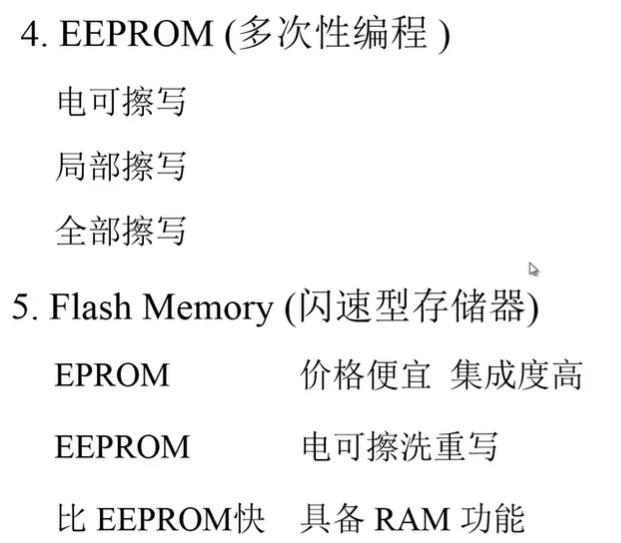 4. EEPROM (多次性编程 )
电可擦写
局部擦写
全部擦写
5. Flash Memory (闪速型存储器)
EPROM 价格便宜 集成度高
EEPROM 电可擦洗重写
比 EEPROM快 具备 RAM 功能